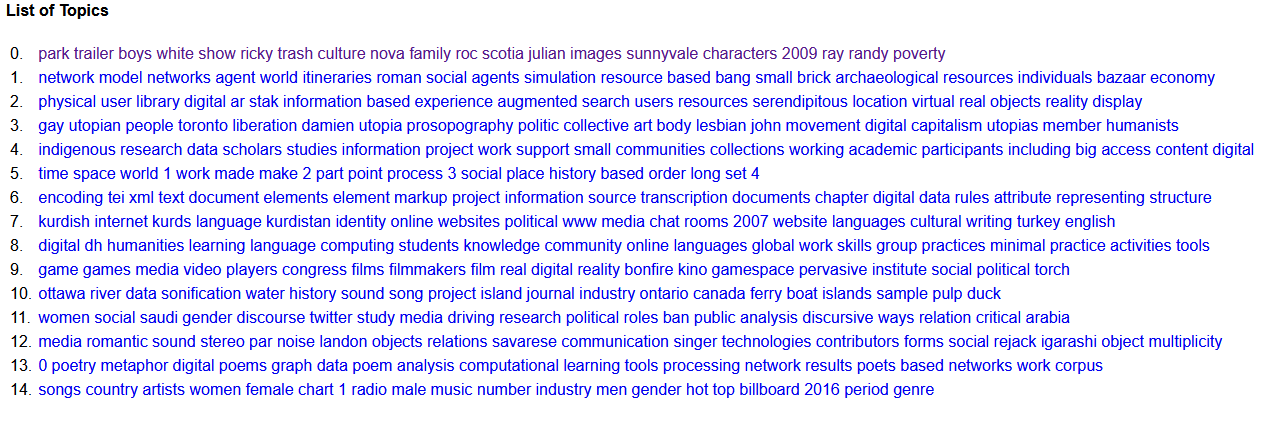 List of Topics
0. park trailer boys white show ricky trash culture nova family roc scotia julian images sunnyvale characters 2009 ray randy poverty
1. network model networks agent world itineraries roman social agents simulation resource based bang small brick archaeological resources individuals bazaar economy
2. physical user library digital ar stak information based experience augmented search users resources serendipitous location virtual real objects reality display
3. gay utopian people toronto liberation damien utopia prosopography politic collective art body lesbian john movement digital capitalism utopias member humanists
4. indigenous research data scholars studies information project work support small communities collections working academic participants including big access content digital
5. time space world 1 work made make 2 part point process 3 social place history based order long set 4
6. encoding tei xml text document elements element markup project information source transcription documents chapter digital data rules attribute representing structure
7. kurdish internet kurds language kurdistan identity online websites political www media chat rooms 2007 website languages cultural writing turkey english
8. digital dh humanities learning language computing students knowledge community online languages global work skills group practices minimal practice activities tools
9. game games media video players congress films filmmakers film real digital reality bonfire kino gamespace pervasive institute social political torch
10. ottawa river data sonification water history sound song project island journal industry ontario canada ferry boat islands sample pulp duck
11. women social saudi gender discourse twitter study media driving research political roles ban public analysis discursive ways relation critical arabia
12. media romantic sound stereo par noise landon objects relations savarese communication singer technologies contributors forms social rejack igarashi object multiplicity
13. 0 poetry metaphor digital poems graph data poem analysis computational learning tools processing network results poets based networks work corpus
14. songs country artists women female chart 1 radio male music number industry men gender hot top billboard 2016 period genre